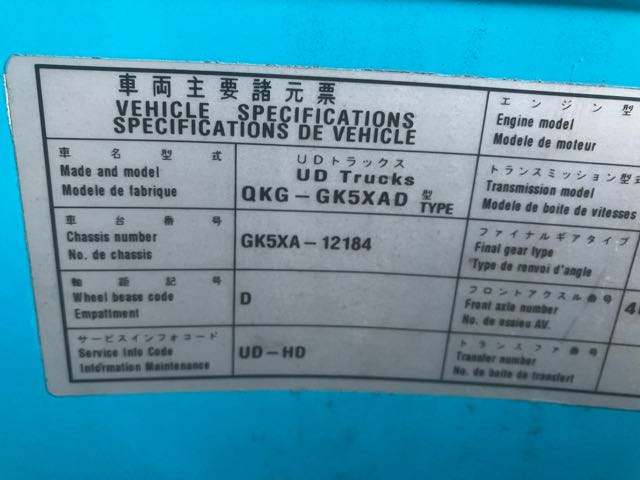 車両主要諸元票
VEHICLE SPECIFICATIONS
SPECIFICATIONS DE VEHICLE
車名型式
Made and model
Modele de fabrique
UDトラックス
UD Trucks
QKG-GK5XAD 型 TYPE
車台番号
Chassis number
No. de chassis
GK5XA-12184
軸距記号
Wheel bease code
Empattment
D
サービスインフォコード
Service Info Code
Information Maintenance
UD-HD
エンジン型
Engine model
Modele de moteur
トランスミッション型式
Transmission model
Modele de boite de vitesses
ファイナルギアタイプ
Final gear type
Type de renvoi d'angle
フロントアクスル番号
Front axle number
No. de essieu AV.
トランスファ番号
Transfer number
No. de boite de transfert